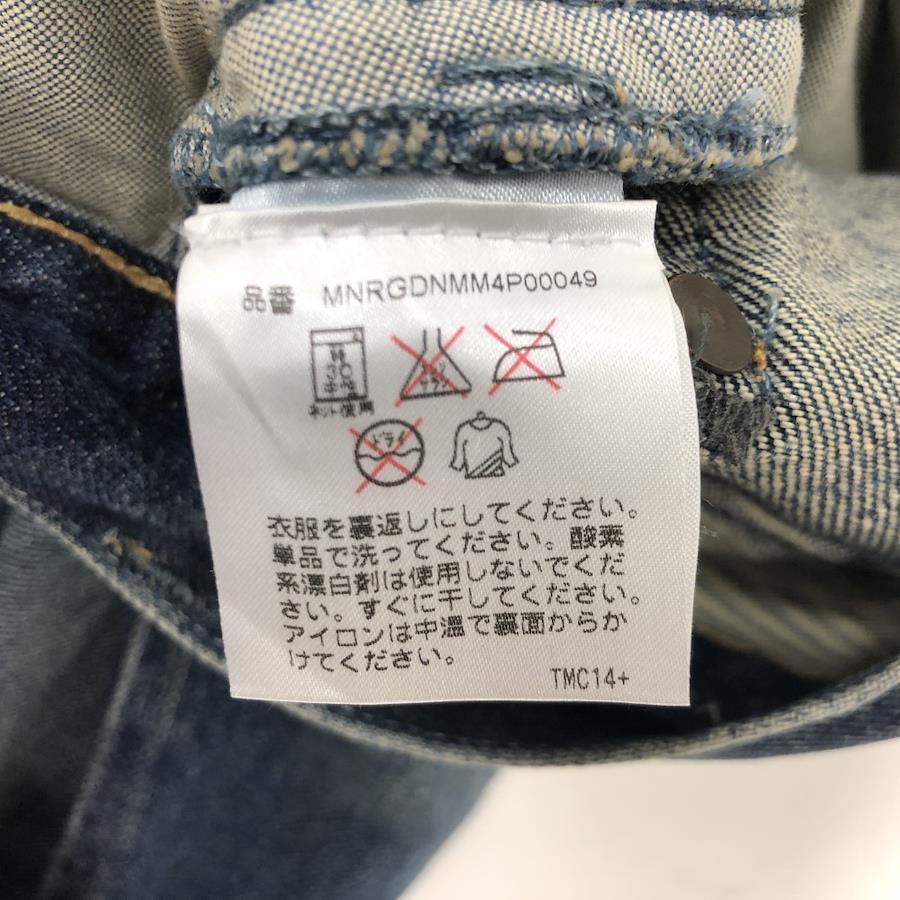 品番 MNRGDNMM4P00049
ネット使用
ドライ
衣服を裏返しにしてください。
単品で洗ってください。酸素
系漂白剤は使用しないでくだ
さい。すぐに干してください。
アイロンは中温で裏面からか
けてください。
TMC14+